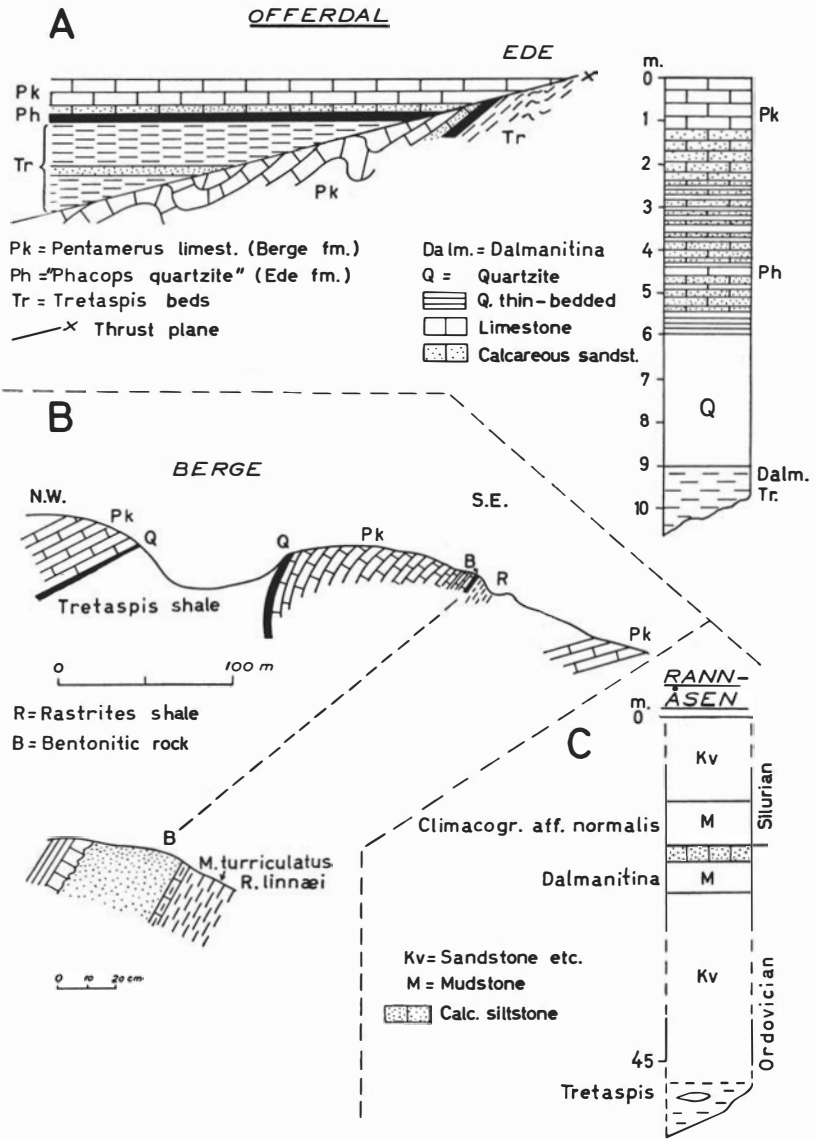 A
OFFERDAL
EDE
Pk
Ph
Tr
Tr
Pk
Pk = Pentamerus limest. (Berge fm.)
Ph ="Phacops quartzite" (Ede fm.)
Tr = Tretaspis beds
x Thrust plane
Dalm. = Dalmanitina
Q = Quartzite
Q. thin-bedded
Limestone
Calcareous sandst.
m.
0
1
2
3
4
5
6
7
8
9
10
Pk
Ph
Q
Dalm.
Tr.
B
BERGE
N.W.
S.E.
Pk
Q
Q
Pk
B
R
Pk
Tretaspis shale
0 100 m
R = Rastrites shale
B = Bentonitic rock
B
M. turriculatus
R. linnæi
0 10 20 cm
C
RANN-
ÅSEN
m.
0
Kv
Climacogr. aff. normalis M
Dalmanitina M
Kv
45
Tretaspis
Silurian
Ordovician
Kv = Sandstone etc.
M = Mudstone
Calc. siltstone